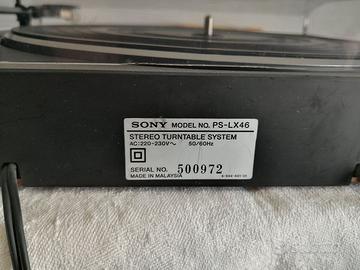 SONY MODEL NO. PS-LX46
STEREO TURNTABLE SYSTEM
AC:220-230V~ 50/60Hz
SERIAL NO. 500972
MADE IN MALAYSIA